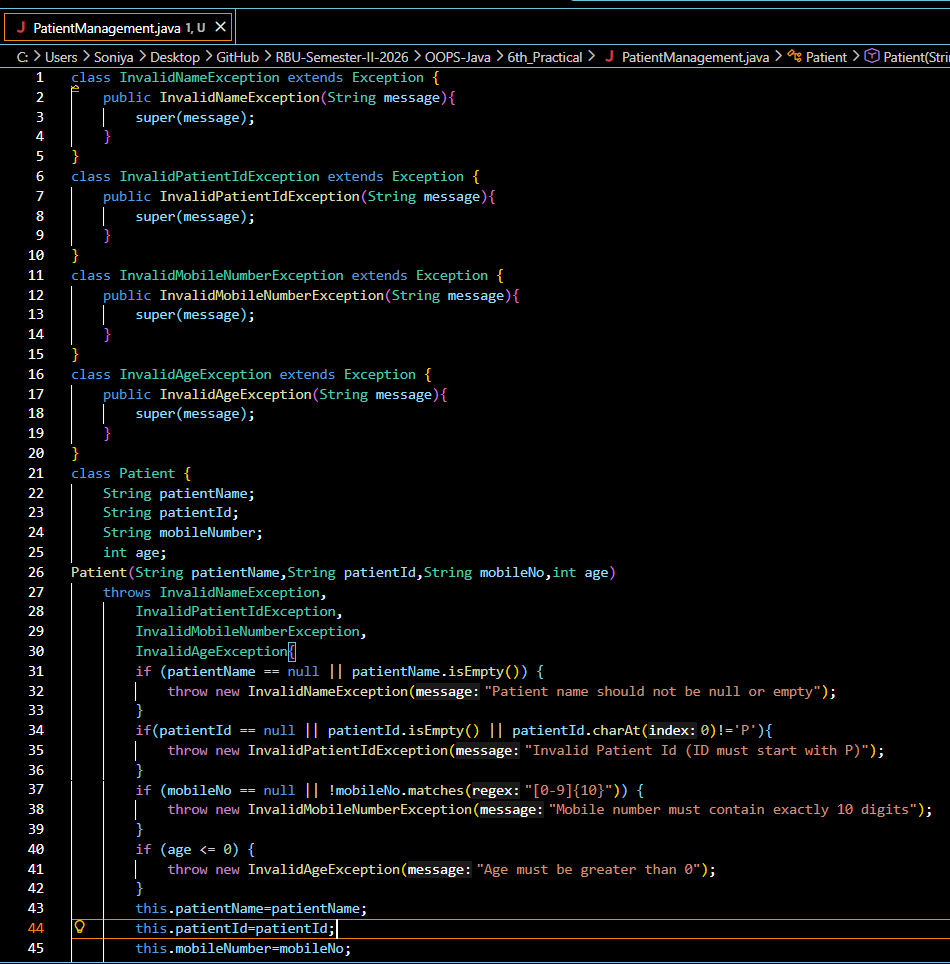 J PatientManagement.java 1, U ✕
C: > Users > Soniya > Desktop > GitHub > RBU-Semester-II-2026 > OOPS-Java > 6th_Practical > J PatientManagement.java > Patient > Patient(Stri
1 class InvalidNameException extends Exception {
2     public InvalidNameException(String message){
3         super(message);
4     }
5 }
6 class InvalidPatientIdException extends Exception {
7     public InvalidPatientIdException(String message){
8         super(message);
9     }
10 }
11 class InvalidMobileNumberException extends Exception {
12     public InvalidMobileNumberException(String message){
13         super(message);
14     }
15 }
16 class InvalidAgeException extends Exception {
17     public InvalidAgeException(String message){
18         super(message);
19     }
20 }
21 class Patient {
22     String patientName;
23     String patientId;
24     String mobileNumber;
25     int age;
26 Patient(String patientName,String patientId,String mobileNo,int age)
27     throws InvalidNameException,
28         InvalidPatientIdException,
29         InvalidMobileNumberException,
30         InvalidAgeException{
31         if (patientName == null || patientName.isEmpty()) {
32             throw new InvalidNameException(message: "Patient name should not be null or empty");
33         }
34         if(patientId == null || patientId.isEmpty() || patientId.charAt(index: 0)!='P'){
35             throw new InvalidPatientIdException(message: "Invalid Patient Id (ID must start with P)");
36         }
37         if (mobileNo == null || !mobileNo.matches(regex: "[0-9]{10}")) {
38             throw new InvalidMobileNumberException(message: "Mobile number must contain exactly 10 digits");
39         }
40         if (age <= 0) {
41             throw new InvalidAgeException(message: "Age must be greater than 0");
42         }
43         this.patientName=patientName;
44         this.patientId=patientId;
45         this.mobileNumber=mobileNo;